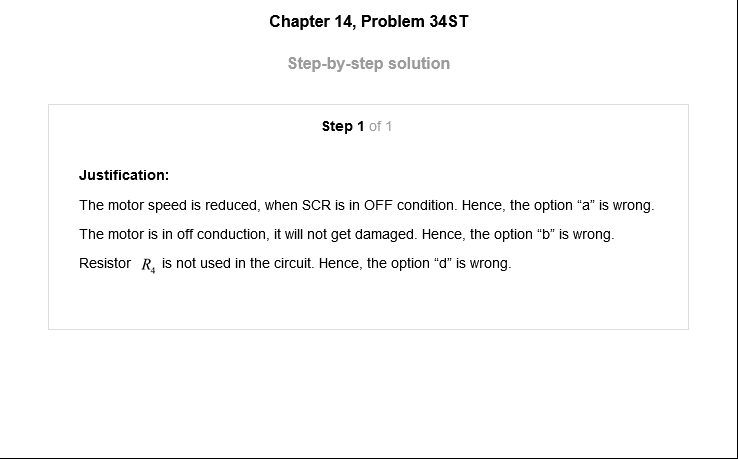 Chapter 14, Problem 34ST
Step-by-step solution
Step 1 of 1
Justification:
The motor speed is reduced, when SCR is in OFF condition. Hence, the option “a” is wrong.
The motor is in off conduction, it will not get damaged. Hence, the option “b” is wrong.
Resistor R₄ is not used in the circuit. Hence, the option “d” is wrong.